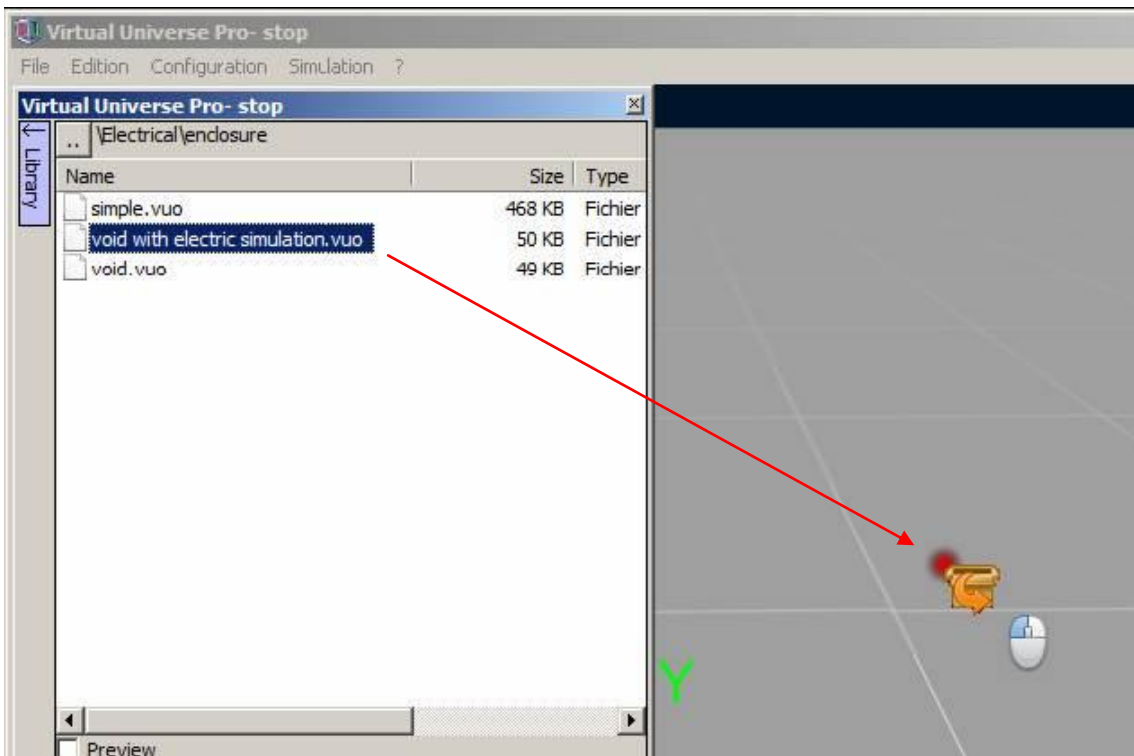 Virtual Universe Pro- stop
File Edition Configuration Simulation ?
Virtual Universe Pro- stop
Library
.. \Electrical\enclosure
Name Size Type
simple.vuo 468 KB Fichier
void with electric simulation.vuo 50 KB Fichier
void.vuo 49 KB Fichier
Y
Preview